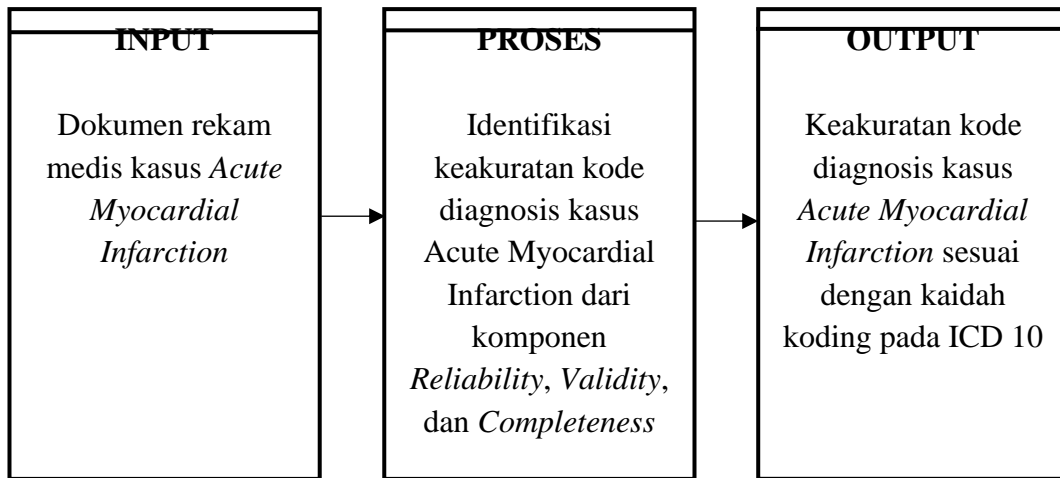 INPUT
Dokumen rekam
medis kasus Acute
Myocardial
Infarction
PROSES
Identifikasi
keakuratan kode
diagnosis kasus
Acute Myocardial
Infarction dari
komponen
Reliability, Validity,
dan Completeness
OUTPUT
Keakuratan kode
diagnosis kasus
Acute Myocardial
Infarction sesuai
dengan kaidah
koding pada ICD 10